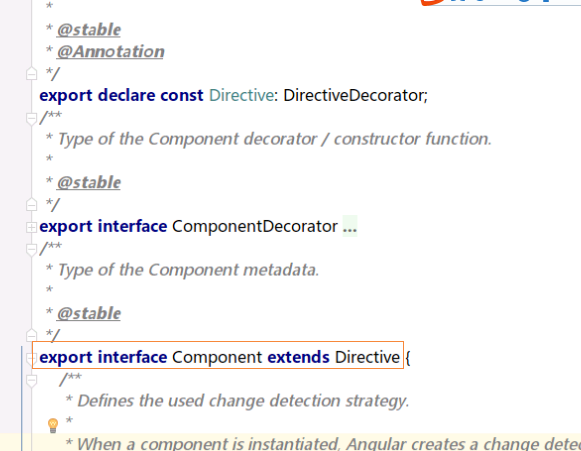 *
* @stable
* @Annotation
*/
export declare const Directive: DirectiveDecorator;
/**
* Type of the Component decorator / constructor function.
*
* @stable
*/
export interface ComponentDecorator ...
/**
* Type of the Component metadata.
*
* @stable
*/
export interface Component extends Directive {
/**
* Defines the used change detection strategy.
*
* When a component is instantiated, Angular creates a change